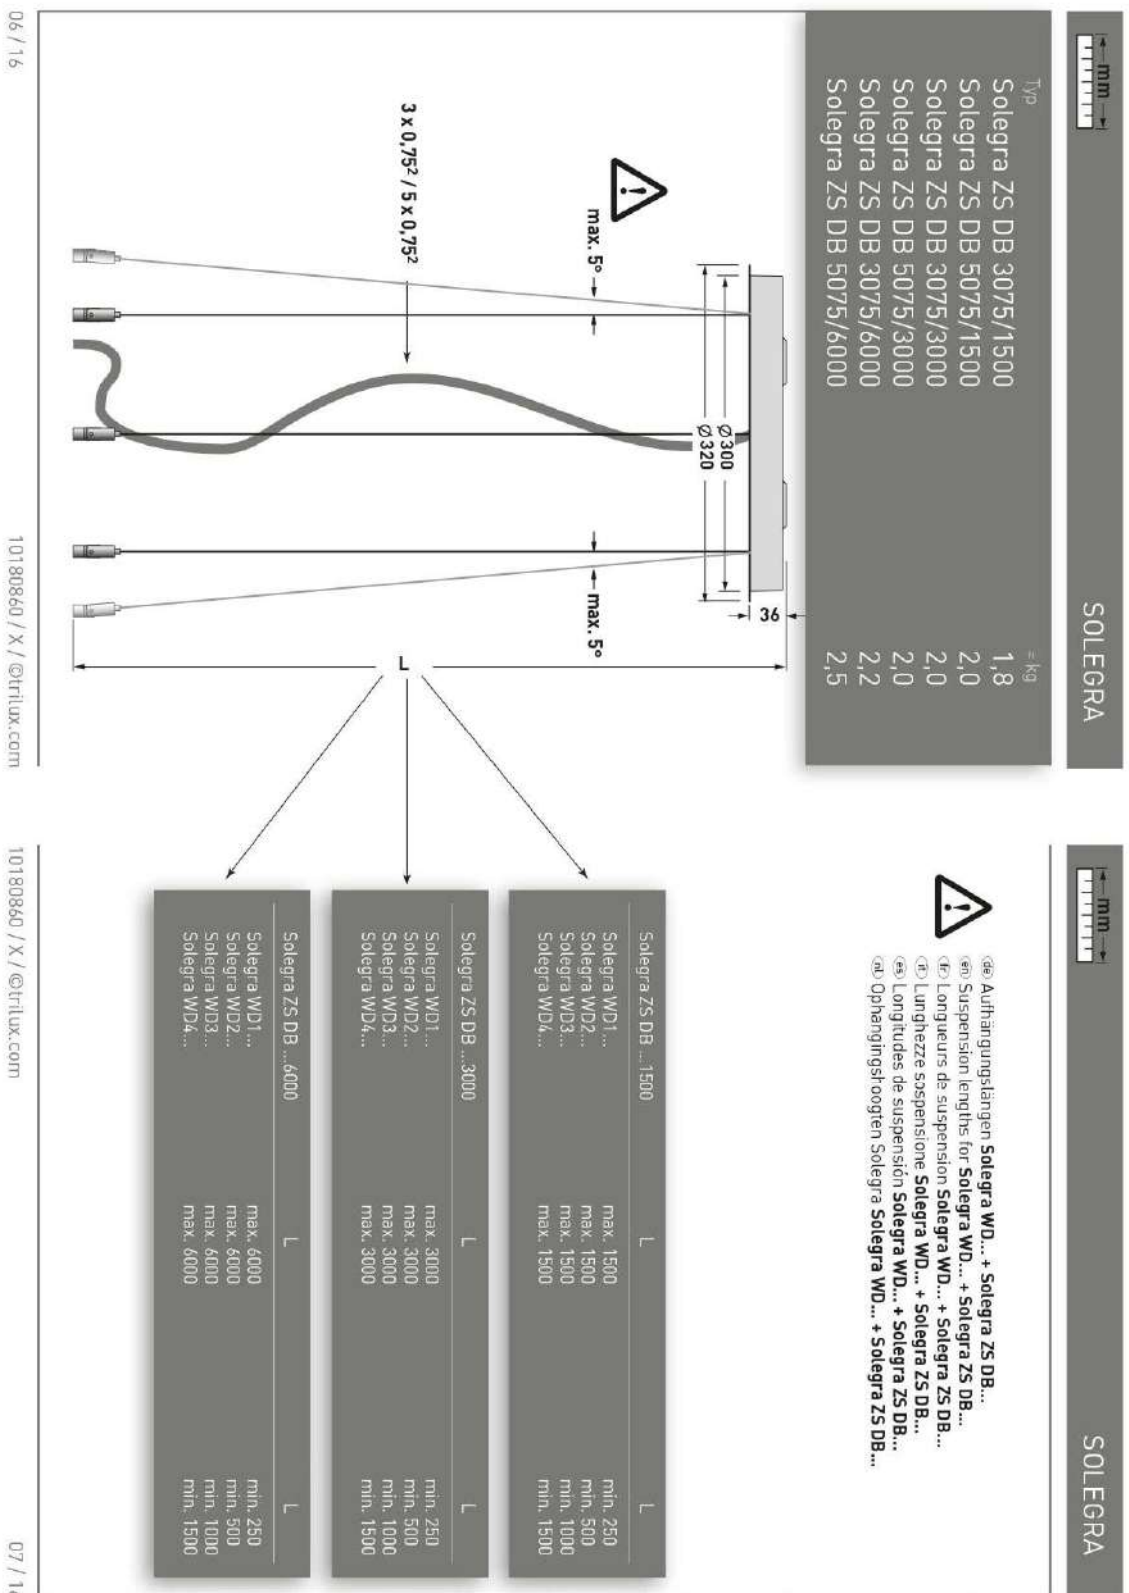 SOLEGRA
mm
Typ = kg
Solegra ZS DB 3075/1500 1,8
Solegra ZS DB 5075/1500 2,0
Solegra ZS DB 3075/3000 2,0
Solegra ZS DB 5075/3000 2,0
Solegra ZS DB 3075/6000 2,2
Solegra ZS DB 5075/6000 2,5
36
Ø 300
Ø 320
max. 5°
max. 5°
3 x 0,75² / 5 x 0,75²
L
06 / 16 10180860 / X / ©trilux.com
SOLEGRA
mm
de Aufhängungslängen Solegra WD... + Solegra ZS DB...
en Suspension lengths for Solegra WD... + Solegra ZS DB...
fr Longueurs de suspension Solegra WD... + Solegra ZS DB...
it Lunghezze sospensione Solegra WD... + Solegra ZS DB...
es Longitudes de suspensión Solegra WD... + Solegra ZS DB...
nl Ophangingshoogten Solegra Solegra WD... + Solegra ZS DB...
Solegra ZS DB ...1500 L L
Solegra WD1... max. 1500 min. 250
Solegra WD2... max. 1500 min. 500
Solegra WD3... max. 1500 min. 1000
Solegra WD4... max. 1500 min. 1500
Solegra ZS DB ...3000 L L
Solegra WD1... max. 3000 min. 250
Solegra WD2... max. 3000 min. 500
Solegra WD3... max. 3000 min. 1000
Solegra WD4... max. 3000 min. 1500
Solegra ZS DB ...6000 L L
Solegra WD1... max. 6000 min. 250
Solegra WD2... max. 6000 min. 500
Solegra WD3... max. 6000 min. 1000
Solegra WD4... max. 6000 min. 1500
10180860 / X / ©trilux.com 07 / 16